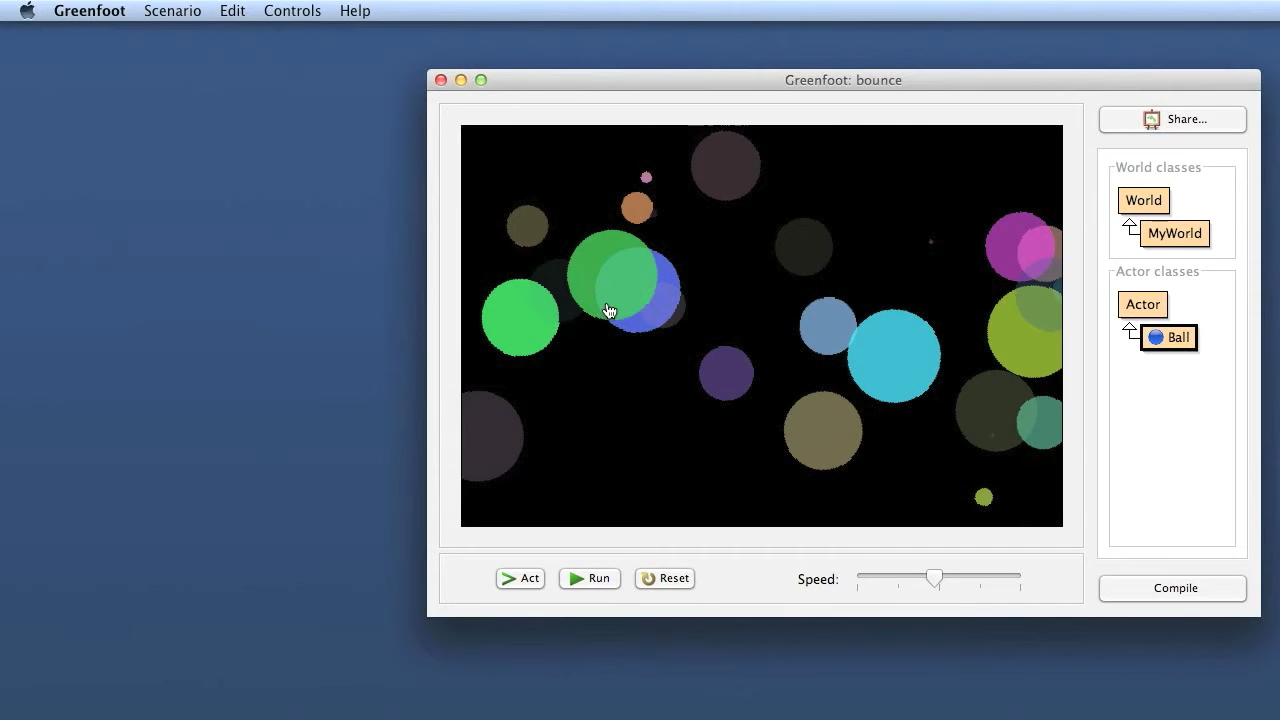 Greenfoot Scenario Edit Controls Help
Greenfoot: bounce
Share...
World classes
World
MyWorld
Actor classes
Actor
Ball
Act Run Reset Speed:
Compile